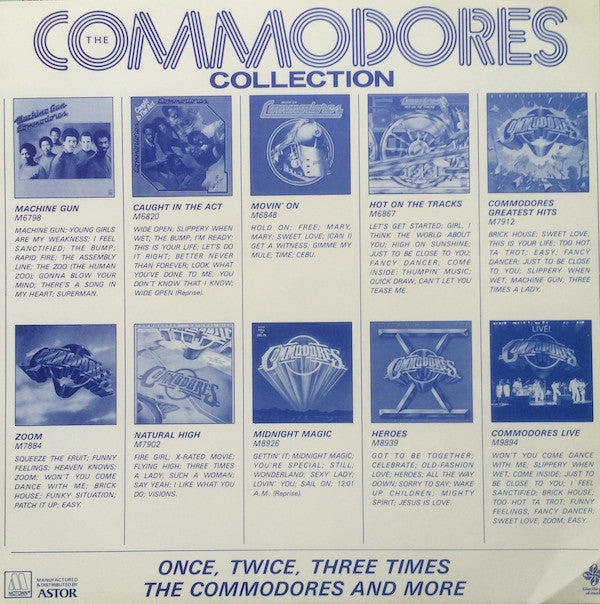 THE
COMMODORES
COLLECTION
MACHINE GUN
M6798
MACHINE GUN; YOUNG GIRLS
ARE MY WEAKNESS; I FEEL
SANCTIFIED; THE BUMP;
RAPID FIRE; THE ASSEMBLY
LINE; THE ZOO (THE HUMAN
ZOO); GONNA BLOW YOUR
MIND; THERE'S A SONG IN
MY HEART; SUPERMAN.
CAUGHT IN THE ACT
M6820
WIDE OPEN; SLIPPERY WHEN
WET; THE BUMP; I'M READY;
THIS IS YOUR LIFE; LET'S DO
IT RIGHT; BETTER NEVER
THAN FOREVER; LOOK WHAT
YOU'VE DONE TO ME; YOU
DON'T KNOW THAT I KNOW;
WIDE OPEN (Reprise).
MOVIN' ON
M6848
HOLD ON; FREE; MARY,
MARY; SWEET LOVE; (CAN I)
GET A WITNESS; GIMME MY
MULE; TIME; CEBU.
HOT ON THE TRACKS
M6867
LET'S GET STARTED; GIRL, I
THINK THE WORLD ABOUT
YOU; HIGH ON SUNSHINE;
JUST TO BE CLOSE TO YOU;
FANCY DANCER; COME
INSIDE; THUMPIN' MUSIC;
QUICK DRAW; CAN'T LET YOU
TEASE ME.
COMMODORES
COMMODORES
GREATEST HITS
M7912
BRICK HOUSE; SWEET LOVE;
THIS IS YOUR LIFE; TOO HOT
TA TROT; EASY; FANCY
DANCER; JUST TO BE CLOSE
TO YOU; SLIPPERY WHEN
WET; MACHINE GUN; THREE
TIMES A LADY.
COMMODORES
ZOOM
M7884
SQUEEZE THE FRUIT; FUNNY
FEELINGS: HEAVEN KNOWS;
ZOOM; WON'T YOU COME
DANCE WITH ME; BRICK
HOUSE; FUNKY SITUATION;
PATCH IT UP; EASY.
COMMODORES
NATURAL HIGH
M7902
FIRE GIRL; X-RATED MOVIE;
FLYING HIGH; THREE TIMES
A LADY; SUCH A WOMAN;
SAY YEAH; I LIKE WHAT YOU
DO; VISIONS.
COMMODORES
MIDNIGHT MAGIC
M8926
GETTIN' IT; MIDNIGHT MAGIC;
YOU'RE SPECIAL; STILL;
WONDERLAND; SEXY LADY;
LOVIN' YOU; SAIL ON; 12:01
A.M. (Reprise).
COMMODORES
HEROES
M8939
GOT TO BE TOGETHER;
CELEBRATE; OLD-FASHION
LOVE; HEROES; ALL THE WAY
DOWN; SORRY TO SAY; WAKE
UP CHILDREN; MIGHTY
SPIRIT; JESUS IS LOVE.
LIVE!
COMMODORES
COMMODORES LIVE
M9894
WON'T YOU COME DANCE
WITH ME; SLIPPERY WHEN
WET; COME INSIDE; JUST TO
BE CLOSE TO YOU; I FEEL
SANCTIFIED; BRICK HOUSE;
TOO HOT TA TROT; FUNNY
FEELINGS; FANCY DANCER;
SWEET LOVE; ZOOM; EASY.
MOTOWN
MANUFACTURED
& DISTRIBUTED BY
ASTOR
ONCE, TWICE, THREE TIMES
THE COMMODORES AND MORE